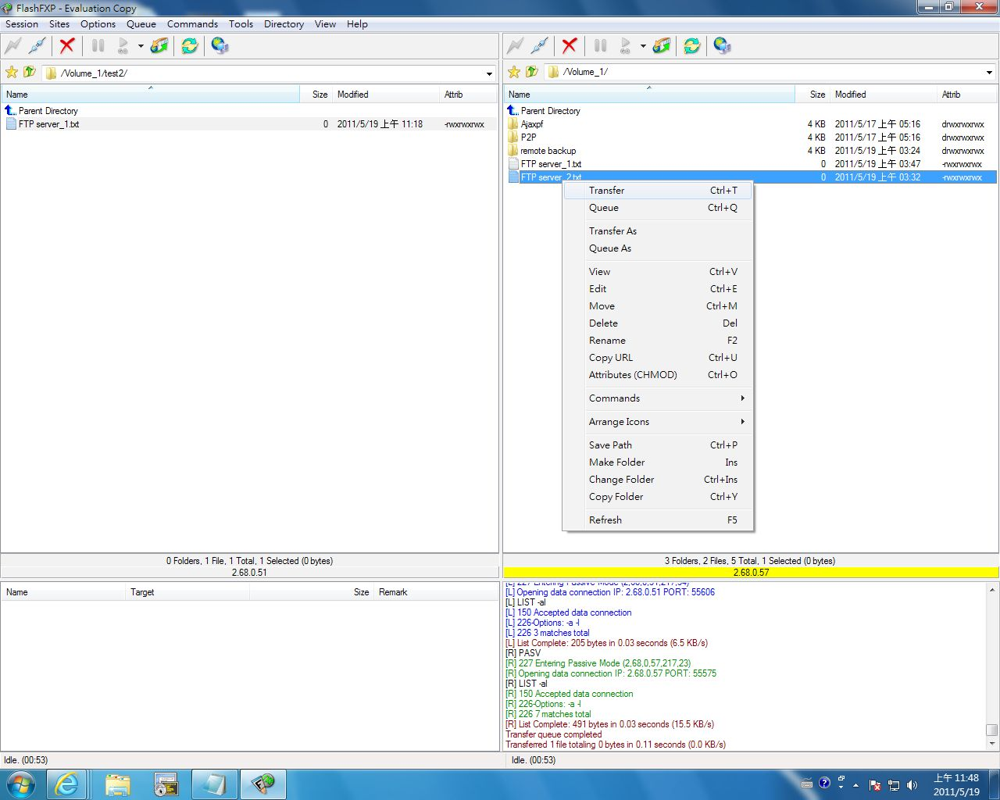 FlashFXP - Evaluation Copy
Session Sites Options Queue Commands Tools Directory View Help
GO
GO
/Volume_1/test2/
/Volume_1/
Name Size Modified Attrib
Parent Directory
FTP server_1.txt 0 2011/5/19 上午 11:18 -rwxrwxrwx
Name Size Modified Attrib
Parent Directory
Ajaxpf 4 KB 2011/5/17 上午 05:16 drwxrwxrwx
P2P 4 KB 2011/5/17 上午 05:16 drwxrwxrwx
remote backup 4 KB 2011/5/19 上午 03:24 drwxrwxrwx
FTP server_1.txt 0 2011/5/19 上午 03:47 -rwxrwxrwx
FTP server_2.txt 0 2011/5/19 上午 03:32 -rwxrwxrwx
Transfer Ctrl+T
Queue Ctrl+Q
Transfer As
Queue As
View Ctrl+V
Edit Ctrl+E
Move Ctrl+M
Delete Del
Rename F2
Copy URL Ctrl+U
Attributes (CHMOD) Ctrl+O
Commands
Arrange Icons
Save Path Ctrl+P
Make Folder Ins
Change Folder Ctrl+Ins
Copy Folder Ctrl+Y
Refresh F5
0 Folders, 1 File, 1 Total, 1 Selected (0 bytes)
2.68.0.51
3 Folders, 2 Files, 5 Total, 1 Selected (0 bytes)
2.68.0.57
Name Target Size Remark
[L] 227 Entering Passive Mode (2,68,0,51,217,54)
[L] Opening data connection IP: 2.68.0.51 PORT: 55606
[L] LIST -al
[L] 150 Accepted data connection
[L] 226-Options: -a -l
[L] 226 3 matches total
[L] List Complete: 205 bytes in 0.03 seconds (6.5 KB/s)
[R] PASV
[R] 227 Entering Passive Mode (2,68,0,57,217,23)
[R] Opening data connection IP: 2.68.0.57 PORT: 55575
[R] LIST -al
[R] 150 Accepted data connection
[R] 226-Options: -a -l
[R] 226 7 matches total
[R] List Complete: 491 bytes in 0.03 seconds (15.5 KB/s)
Transfer queue completed
Transferred 1 file totaling 0 bytes in 0.11 seconds (0.0 KB/s)
Idle. (00:53)
Idle. (00:53)
上午 11:48
2011/5/19